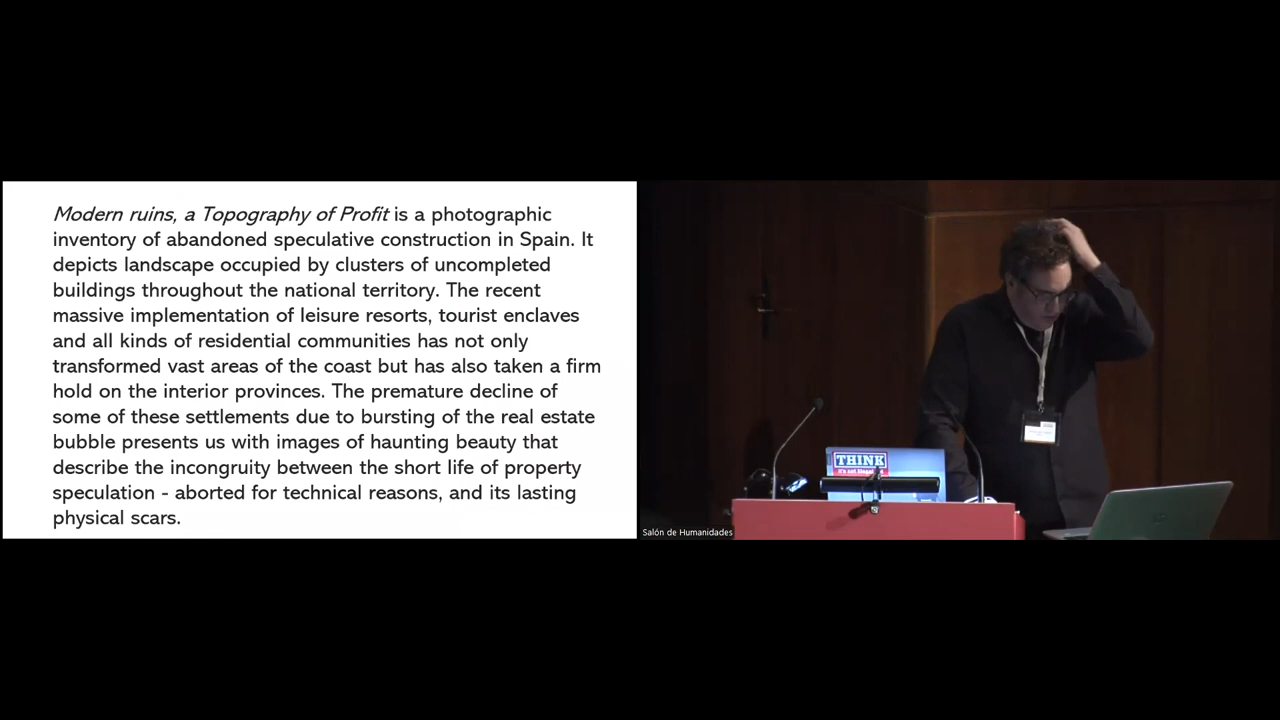 Modern ruins, a Topography of Profit is a photographic
inventory of abandoned speculative construction in Spain. It
depicts landscape occupied by clusters of uncompleted
buildings throughout the national territory. The recent
massive implementation of leisure resorts, tourist enclaves
and all kinds of residential communities has not only
transformed vast areas of the coast but has also taken a firm
hold on the interior provinces. The premature decline of
some of these settlements due to bursting of the real estate
bubble presents us with images of haunting beauty that
describe the incongruity between the short life of property
speculation - aborted for technical reasons, and its lasting
physical scars.
THINK
Salón de Humanidades